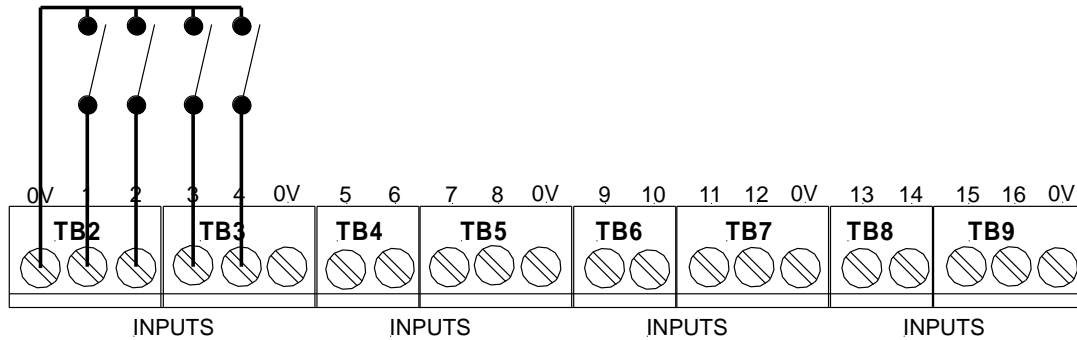 0V 1 2 3 4 0V 5 6 7 8 0V 9 10 11 12 0V 13 14 15 16 0V
TB2 TB3 TB4 TB5 TB6 TB7 TB8 TB9
INPUTS INPUTS INPUTS INPUTS